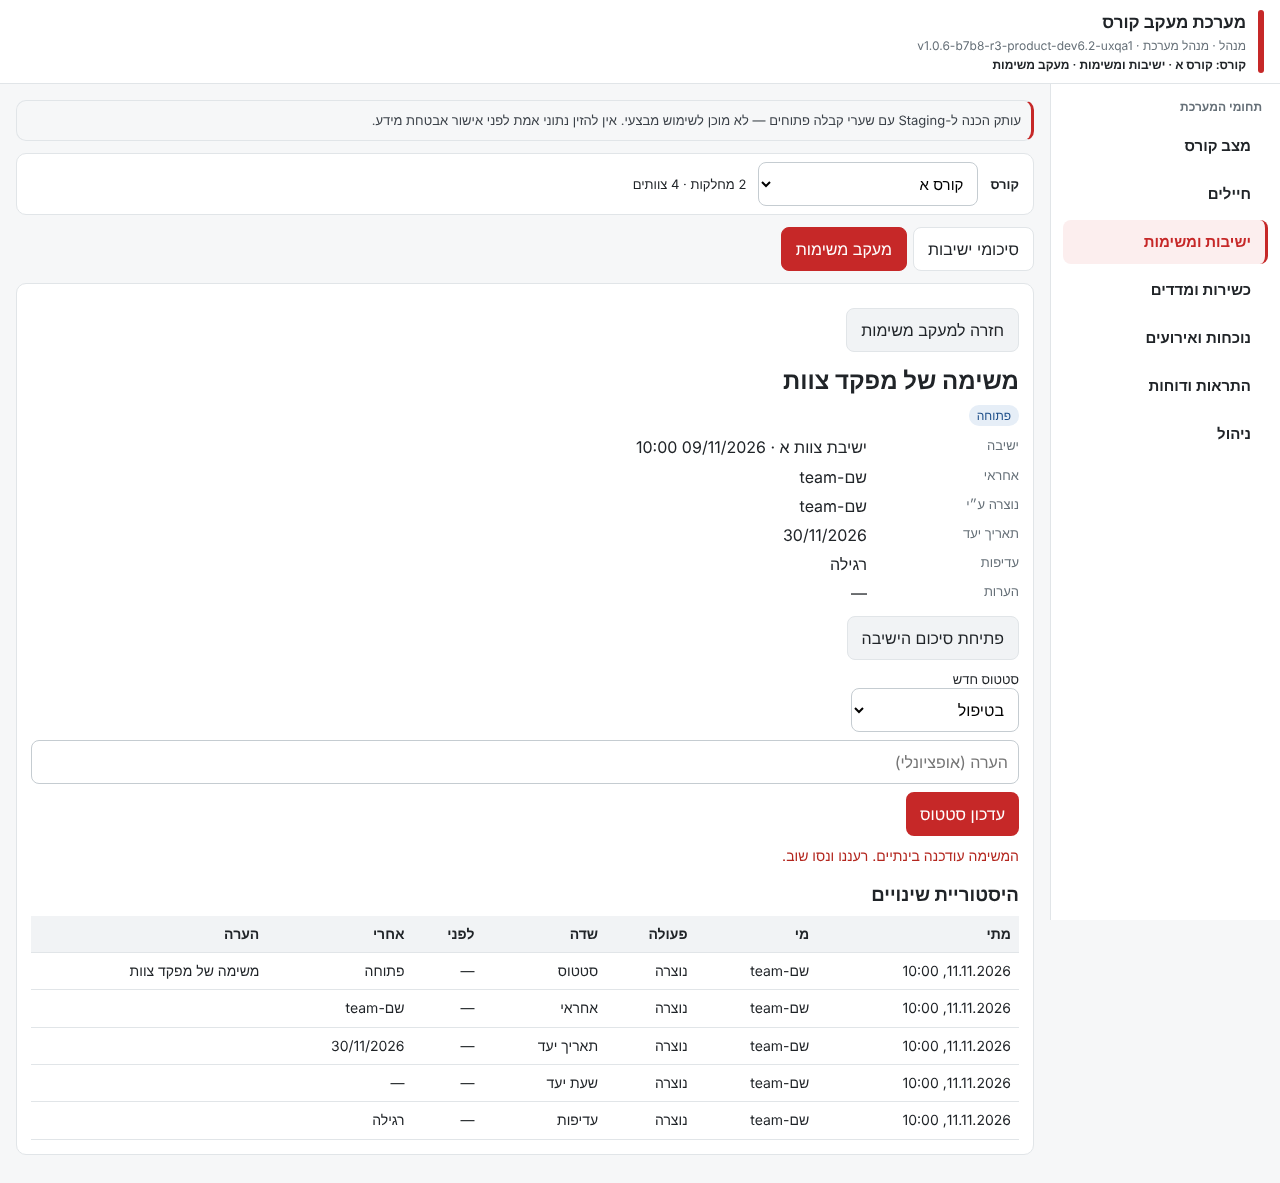 מערכת מעקב קורס
מנהל · מנהל מערכת · v1.0.6-b7b8-r3-product-dev6.2-uxqa1
קורס: קורס א · ישיבות ומשימות · מעקב משימות
תחומי המערכת
מצב קורס
חיילים
ישיבות ומשימות
כשירות ומדדים
נוכחות ואירועים
התראות ודוחות
ניהול
עותק הכנה ל-Staging עם שערי קבלה פתוחים — לא מוכן לשימוש מבצעי. אין להזין נתוני אמת לפני אישור אבטחת מידע.
קורס קורס א 2 מחלקות · 4 צוותים
סיכומי ישיבות מעקב משימות
חזרה למעקב משימות
משימה של מפקד צוות
פתוחה
ישיבה ישיבת צוות א · 09/11/2026 10:00
אחראי שם-team
נוצרה ע״י שם-team
תאריך יעד 30/11/2026
עדיפות רגילה
הערות —
פתיחת סיכום הישיבה
סטטוס חדש
בטיפול
הערה (אופציונלי)
עדכון סטטוס
המשימה עודכנה בינתיים. רעננו ונסו שוב.
היסטוריית שינויים
מתי מי פעולה שדה לפני אחרי הערה
11.11.2026, 10:00 שם-team נוצרה סטטוס — פתוחה משימה של מפקד צוות
11.11.2026, 10:00 שם-team נוצרה אחראי — שם-team
11.11.2026, 10:00 שם-team נוצרה תאריך יעד — 30/11/2026
11.11.2026, 10:00 שם-team נוצרה שעת יעד — —
11.11.2026, 10:00 שם-team נוצרה עדיפות — רגילה